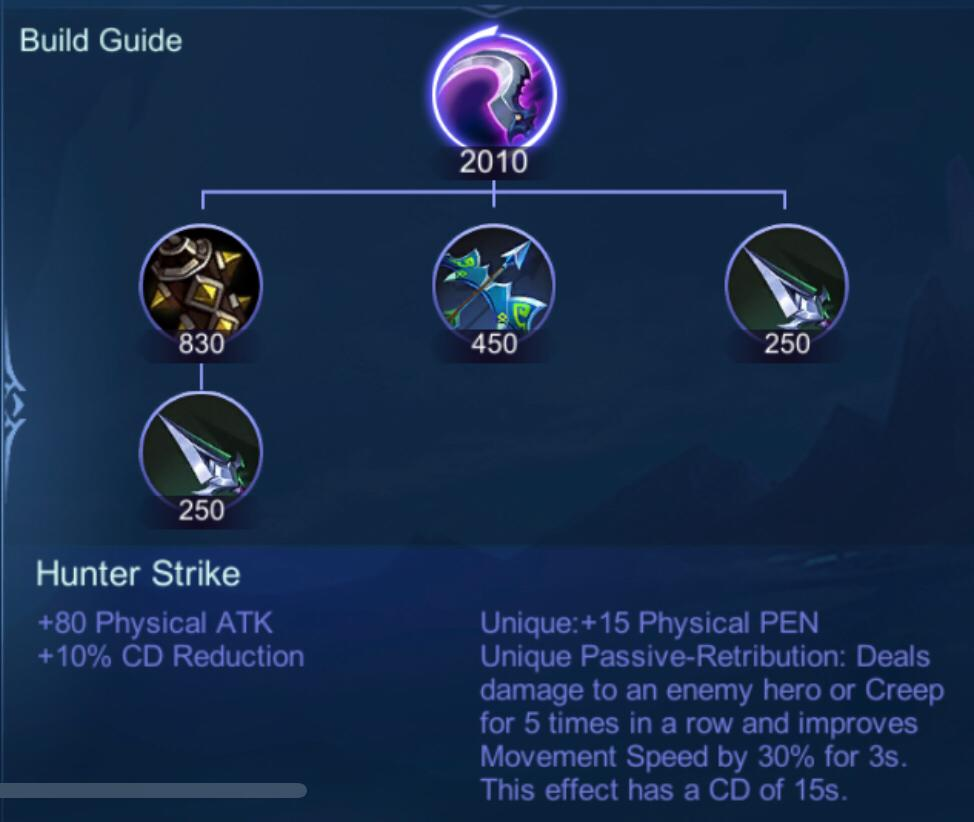 Build Guide
2010
830
450
250
250
Hunter Strike
+80 Physical ATK
+10% CD Reduction
Unique:+15 Physical PEN
Unique Passive-Retribution: Deals
damage to an enemy hero or Creep
for 5 times in a row and improves
Movement Speed by 30% for 3s.
This effect has a CD of 15s.